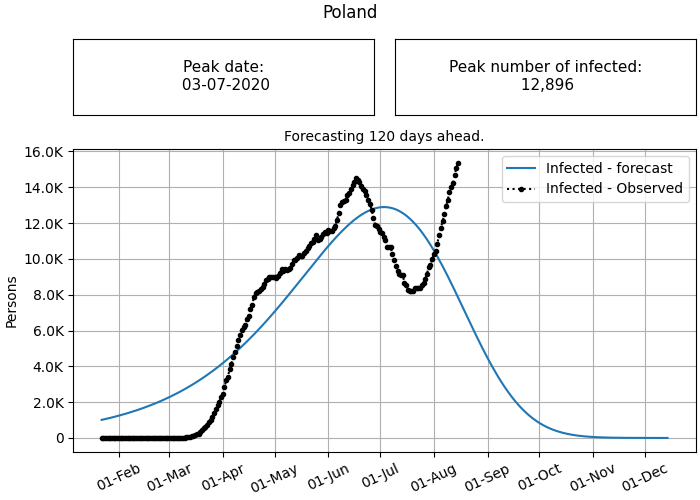 Poland
Peak date:
03-07-2020
Peak number of infected:
12,896
Forecasting 120 days ahead.
16.0K
14.0K
12.0K
10.0K
8.0K
6.0K
4.0K
2.0K
0
Persons
Infected - forecast
Infected - Observed
01-Feb
01-Mar
01-Apr
01-May
01-Jun
01-Jul
01-Aug
01-Sep
01-Oct
01-Nov
01-Dec